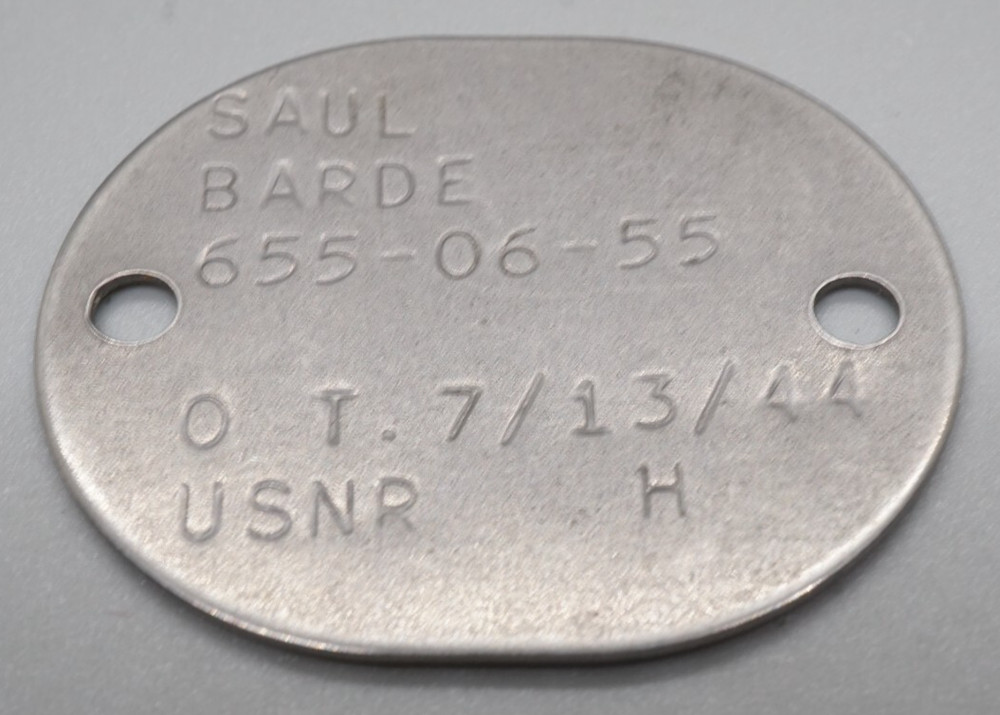 SAUL
BARDE
655-06-55
O T. 7/13/44
USNR H